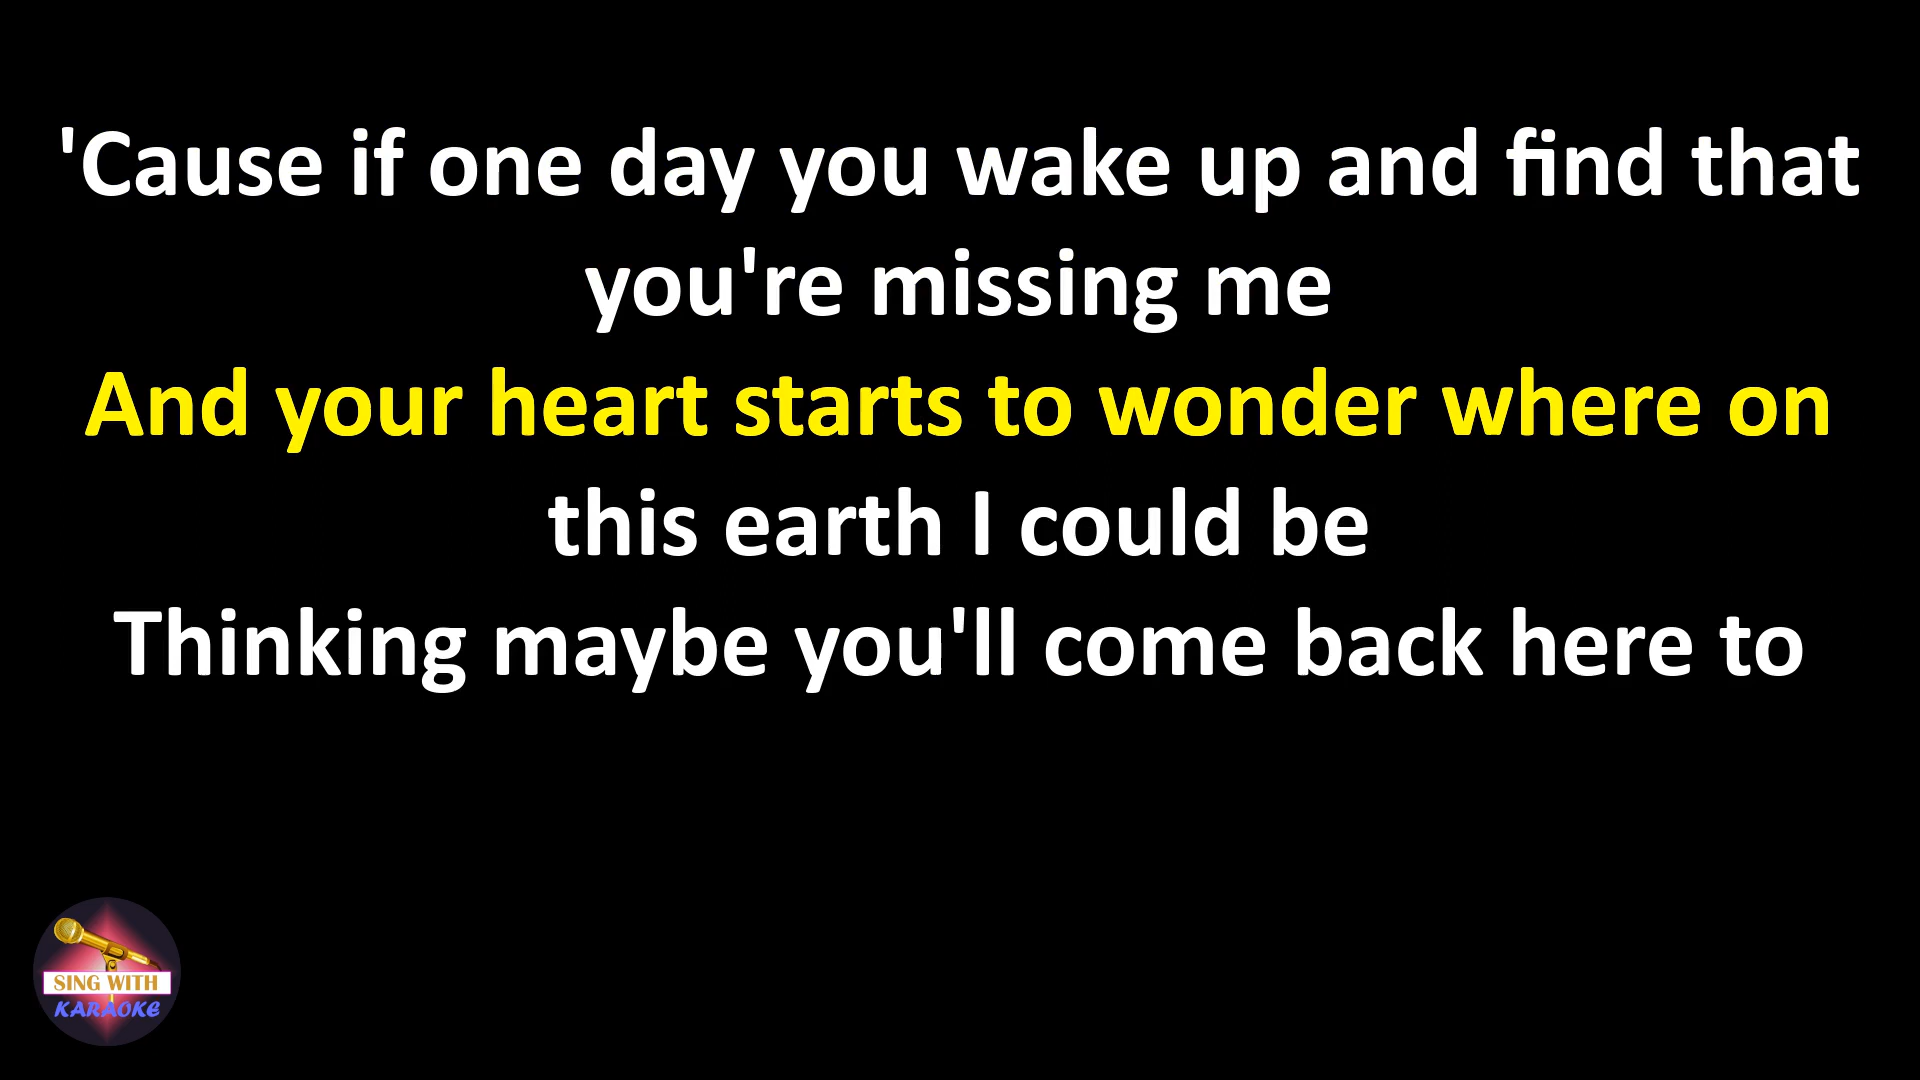 'Cause if one day you wake up and find that
you're missing me
And your heart starts to wonder where on
this earth I could be
Thinking maybe you'll come back here to
SING WITH
KARAOKE